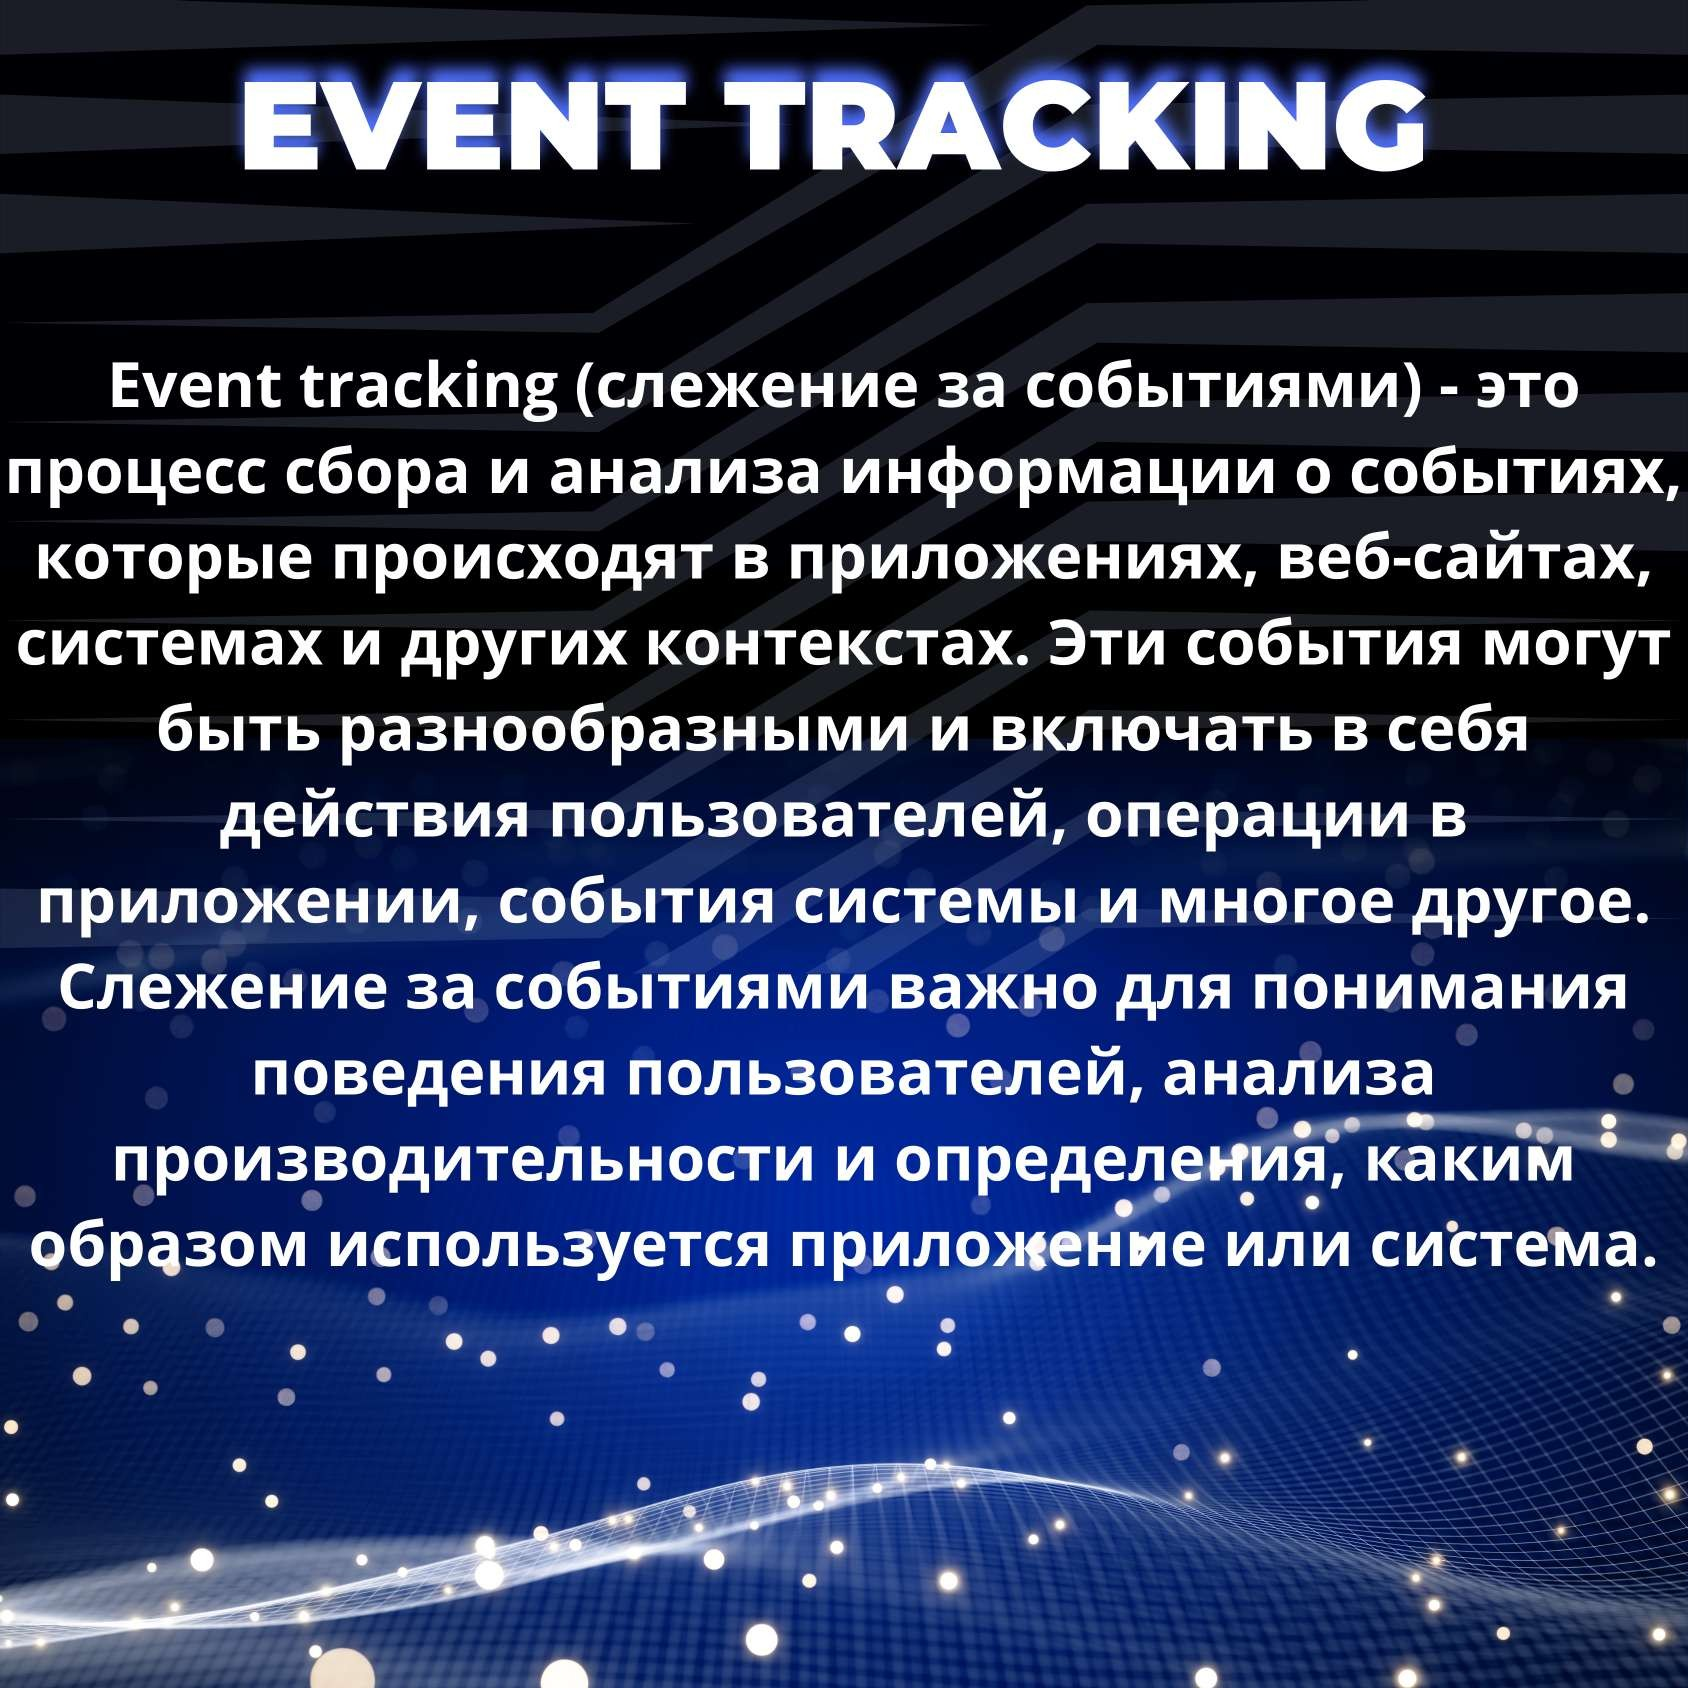 EVENT TRACKING
Event tracking (слежение за событиями) - это
процесс сбора и анализа информации о событиях,
которые происходят в приложениях, веб-сайтах,
системах и других контекстах. Эти события могут
быть разнообразными и включать в себя
действия пользователей, операции в
приложении, события системы и многое другое.
Слежение за событиями важно для понимания
поведения пользователей, анализа
производительности и определения, каким
образом используется приложение или система.